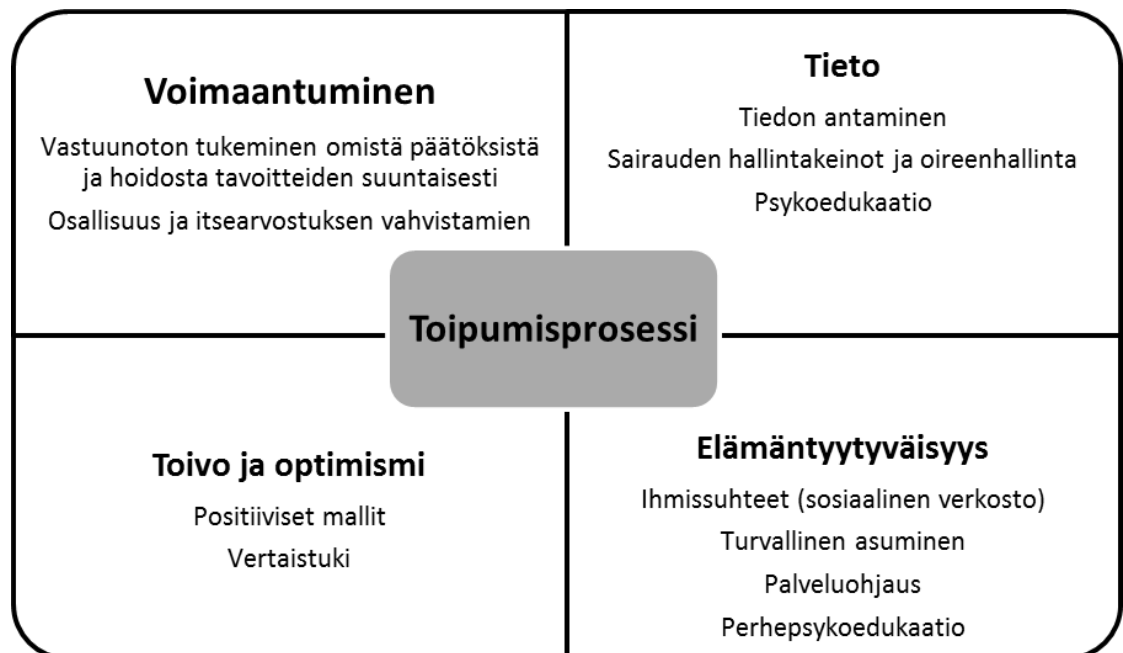 Voimaantuminen
Vastuunoton tukeminen omistä päätöksistä
ja hoidosta tavoitteiden suuntaisesti
Osallisuus ja itsearvostuksen vahvistamien
Tieto
Tiedon antaminen
Sairauden hallintakeinot ja oireenhallinta
Psykoedukaatio
Toipumisprosessi
Toivo ja optimismi
Positiiviset mallit
Vertaistuki
Elämäntyytyväisyys
Ihmissuhteet (sosiaalinen verkosto)
Turvallinen asuminen
Palveluohjaus
Perhepsykoedukaatio